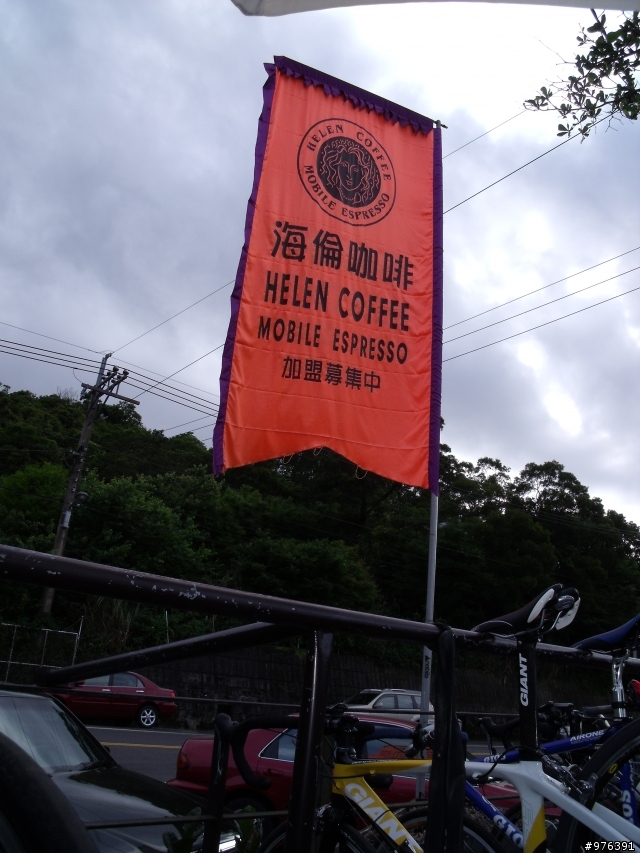 HELEN COFFEE
MOBILE ESPRESSO
海倫咖啡
HELEN COFFEE
MOBILE ESPRESSO
加盟募集中
GIANT
AIRONE
GIANT
#976391